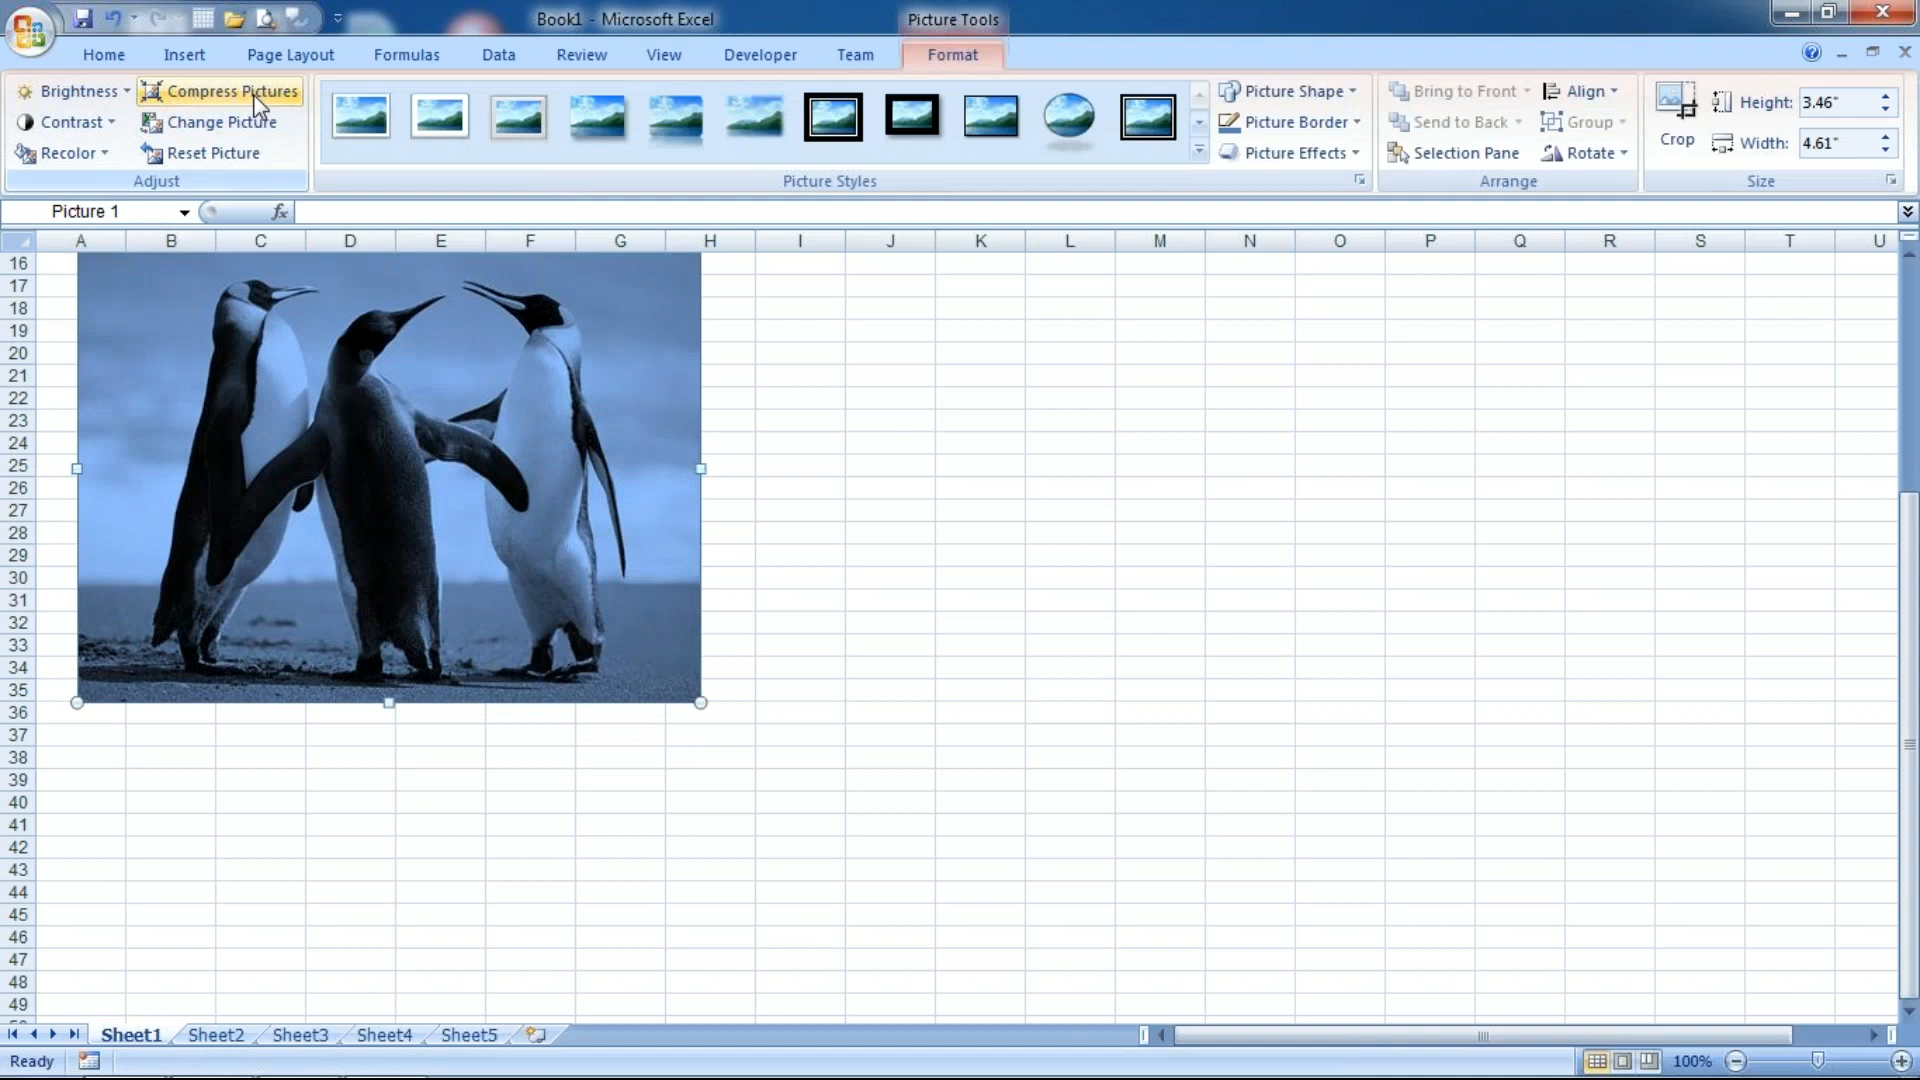 Book1 - Microsoft Excel
Picture Tools
Home Insert Page Layout Formulas Data Review View Developer Team Format
Brightness Compress Pictures
Contrast Change Picture
Recolor Reset Picture
Adjust
Picture Styles
Picture Shape
Picture Border
Picture Effects
Bring to Front Align
Send to Back Group
Selection Pane Rotate
Arrange
Crop
Height: 3.46"
Width: 4.61"
Size
Picture 1 fx
A B C D E F G H I J K L M N O P Q R S T U
16
17
18
19
20
21
22
23
24
25
26
27
28
29
30
31
32
33
34
35
36
37
38
39
40
41
42
43
44
45
46
47
48
49
Sheet1 Sheet2 Sheet3 Sheet4 Sheet5
Ready 100%